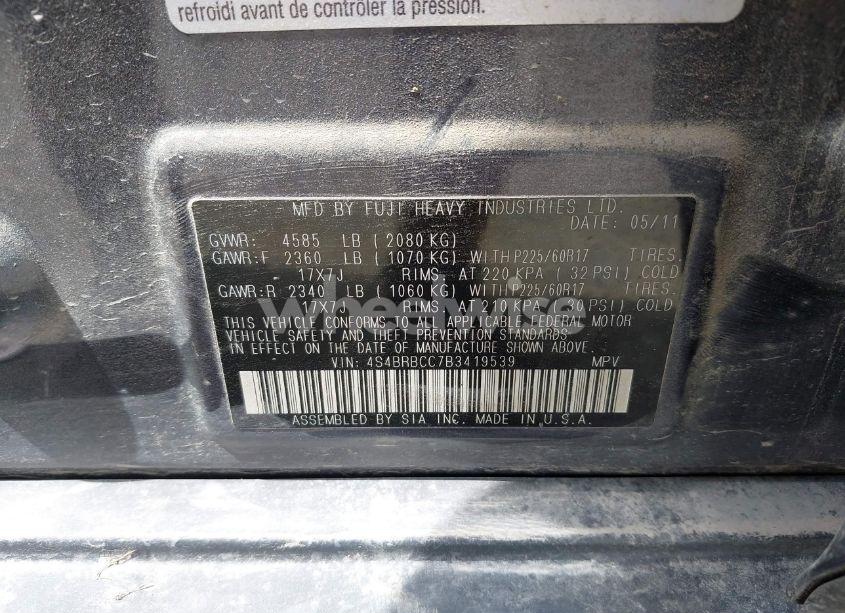 refroidi avant de contrôler la pression.
MFD BY FUJI HEAVY INDUSTRIES LTD.
DATE: 05/11
GVWR: 4585 LB (2080 KG)
GAWR:F 2360 LB (1070 KG) WITH P225/60R17 TIRES.
17X7J RIMS. AT 220 KPA (32 PSI) COLD
GAWR:R 2340 LB (1060 KG) WITH P225/60R17 TIRES.
17X7J RIMS. AT 210 KPA PSI) COLD
THIS VEHICLE CONFORMS TO ALL APPLICABLE FEDERAL MOTOR
VEHICLE SAFETY AND THEFT PREVENTION STANDARDS
IN EFFECT ON THE DATE OF MANUFACTURE SHOWN ABOVE.
VIN: 4S4BRBCC7B3419539 MPV
ASSEMBLED BY SIA INC. MADE IN U.S.A.
wheelwise